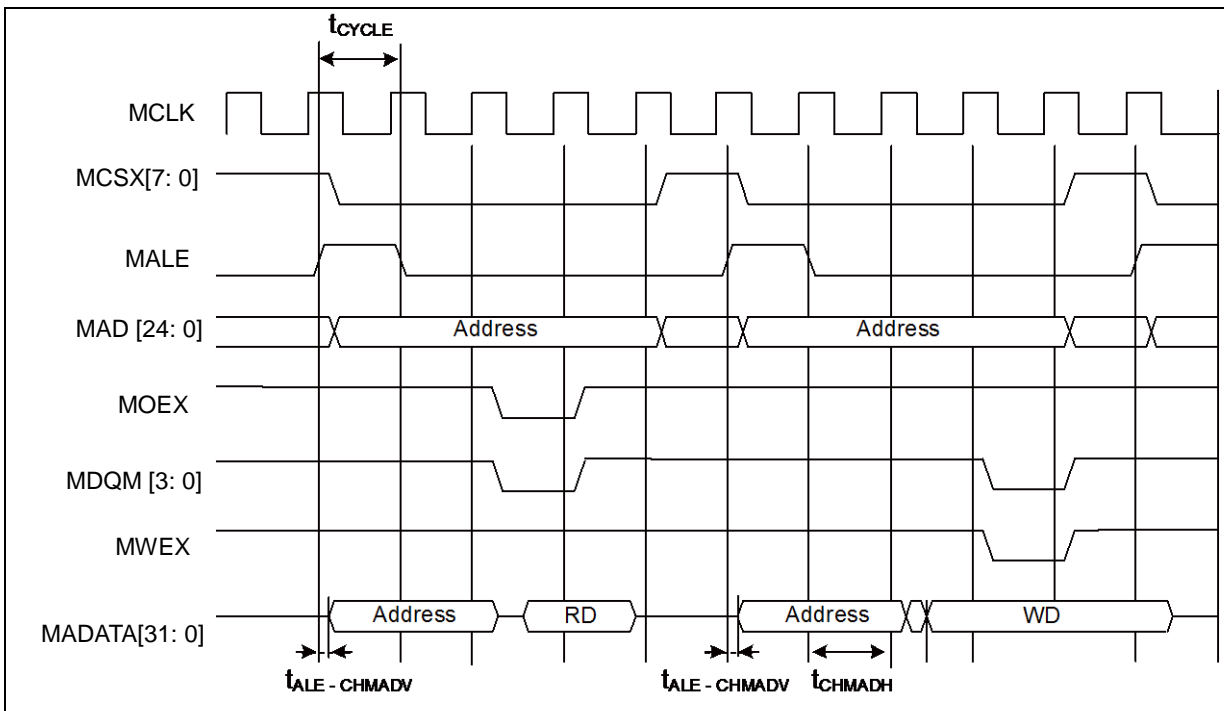 tCYCLE
MCLK
MCSX[7: 0]
MALE
MAD [24: 0]
Address
Address
MOEX
MDQM [3: 0]
MWEX
MADATA[31: 0]
Address
RD
Address
WD
tALE - CHMADV
tALE - CHMADV
tCHMADH